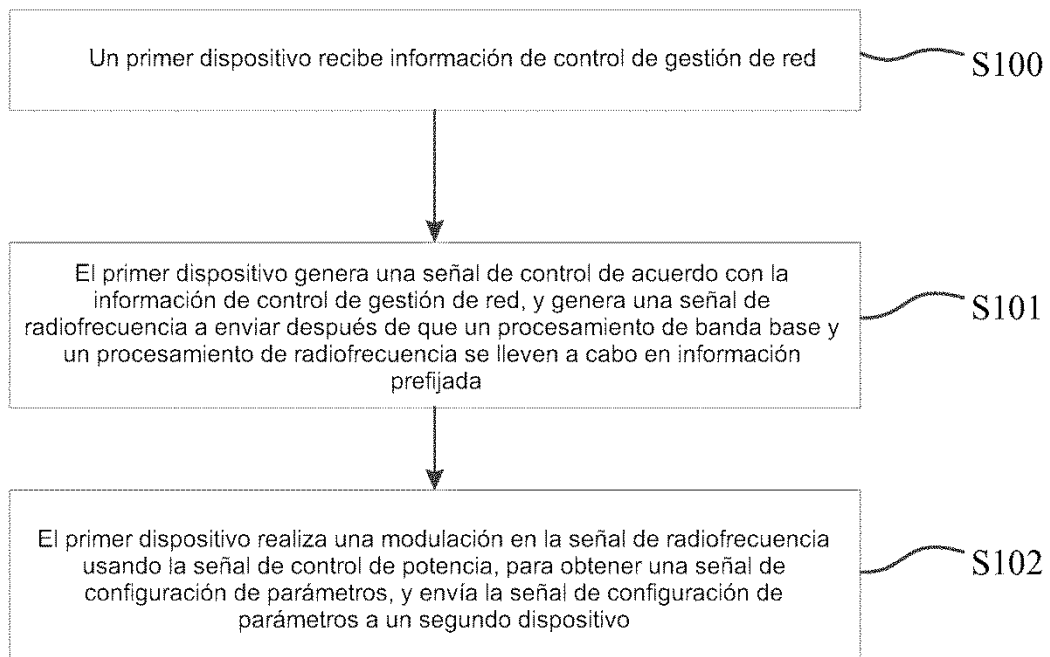 Un primer dispositivo recibe información de control de gestión de red
S100
El primer dispositivo genera una señal de control de acuerdo con la
información de control de gestión de red, y genera una señal de
radiofrecuencia a enviar después de que un procesamiento de banda base y
un procesamiento de radiofrecuencia se lleven a cabo en información
prefijada
S101
El primer dispositivo realiza una modulación en la señal de radiofrecuencia
usando la señal de control de potencia, para obtener una señal de
configuración de parámetros, y envía la señal de configuración de
parámetros a un segundo dispositivo
S102